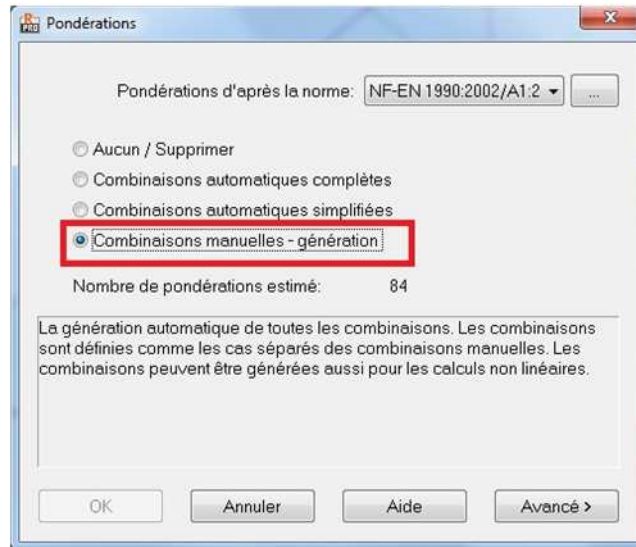 Pondérations
Pondérations d'après la norme: NF-EN 1990:2002/A1:2 ...
Aucun / Supprimer
Combinaisons automatiques complètes
Combinaisons automatiques simplifiées
Combinaisons manuelles - génération
Nombre de pondérations estimé: 84
La génération automatique de toutes les combinaisons. Les combinaisons
sont définies comme les cas séparés des combinaisons manuelles. Les
combinaisons peuvent être générées aussi pour les calculs non linéaires.
OK Annuler Aide Avancé >